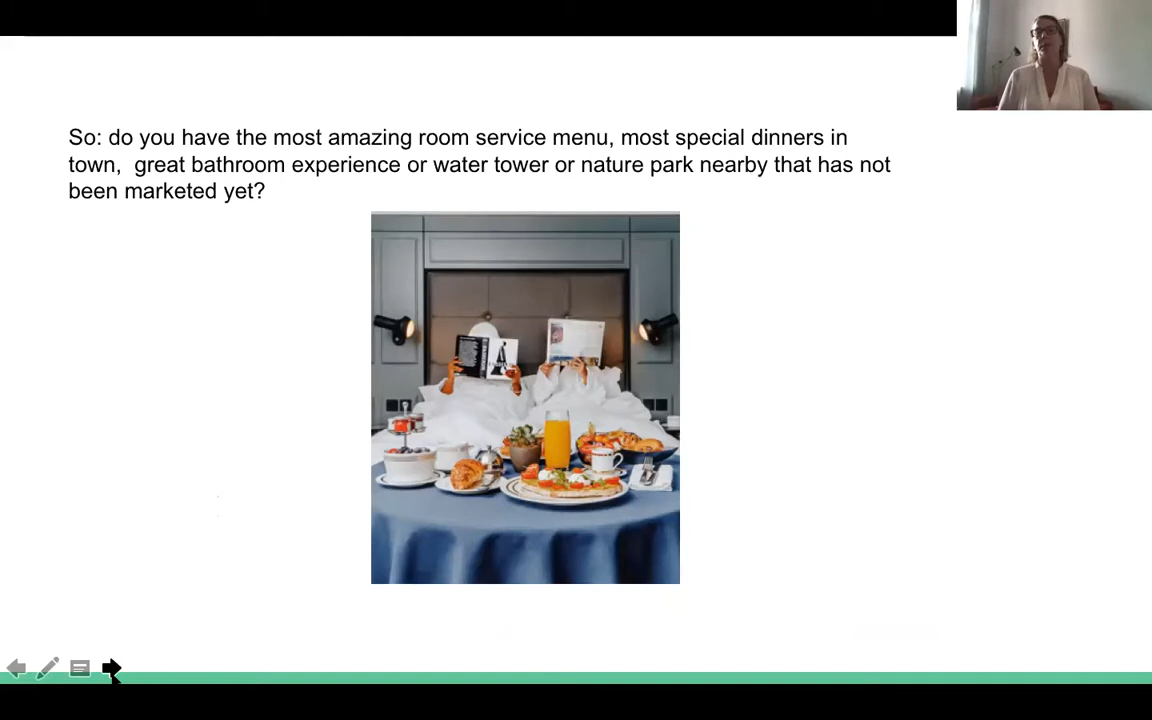 So: do you have the most amazing room service menu, most special dinners in
town,  great bathroom experience or water tower or nature park nearby that has not
been marketed yet?